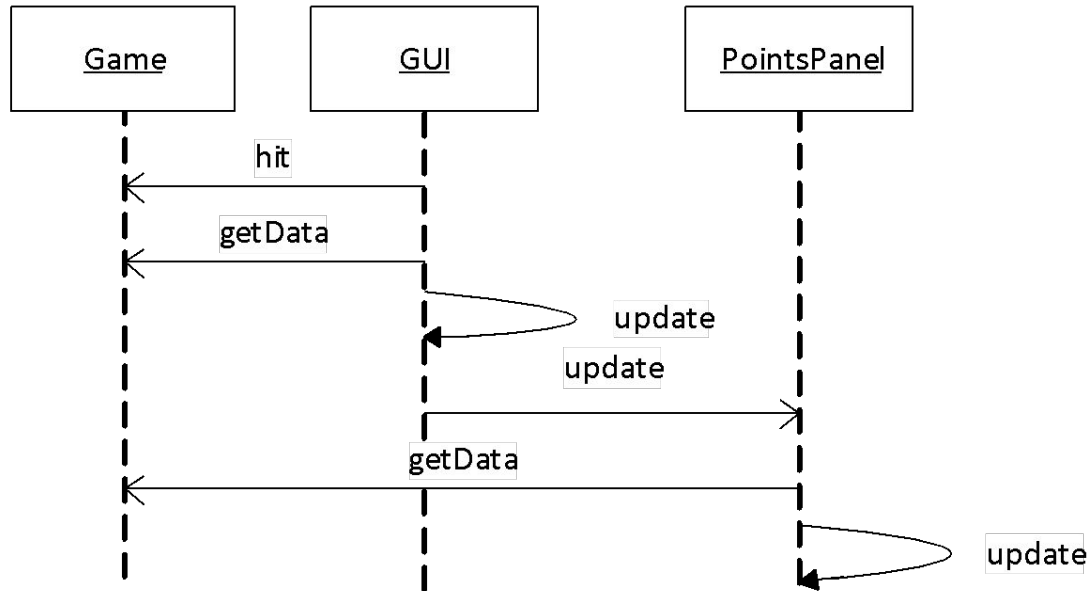 Game
GUI
PointsPanel
hit
getData
update
update
getData
update